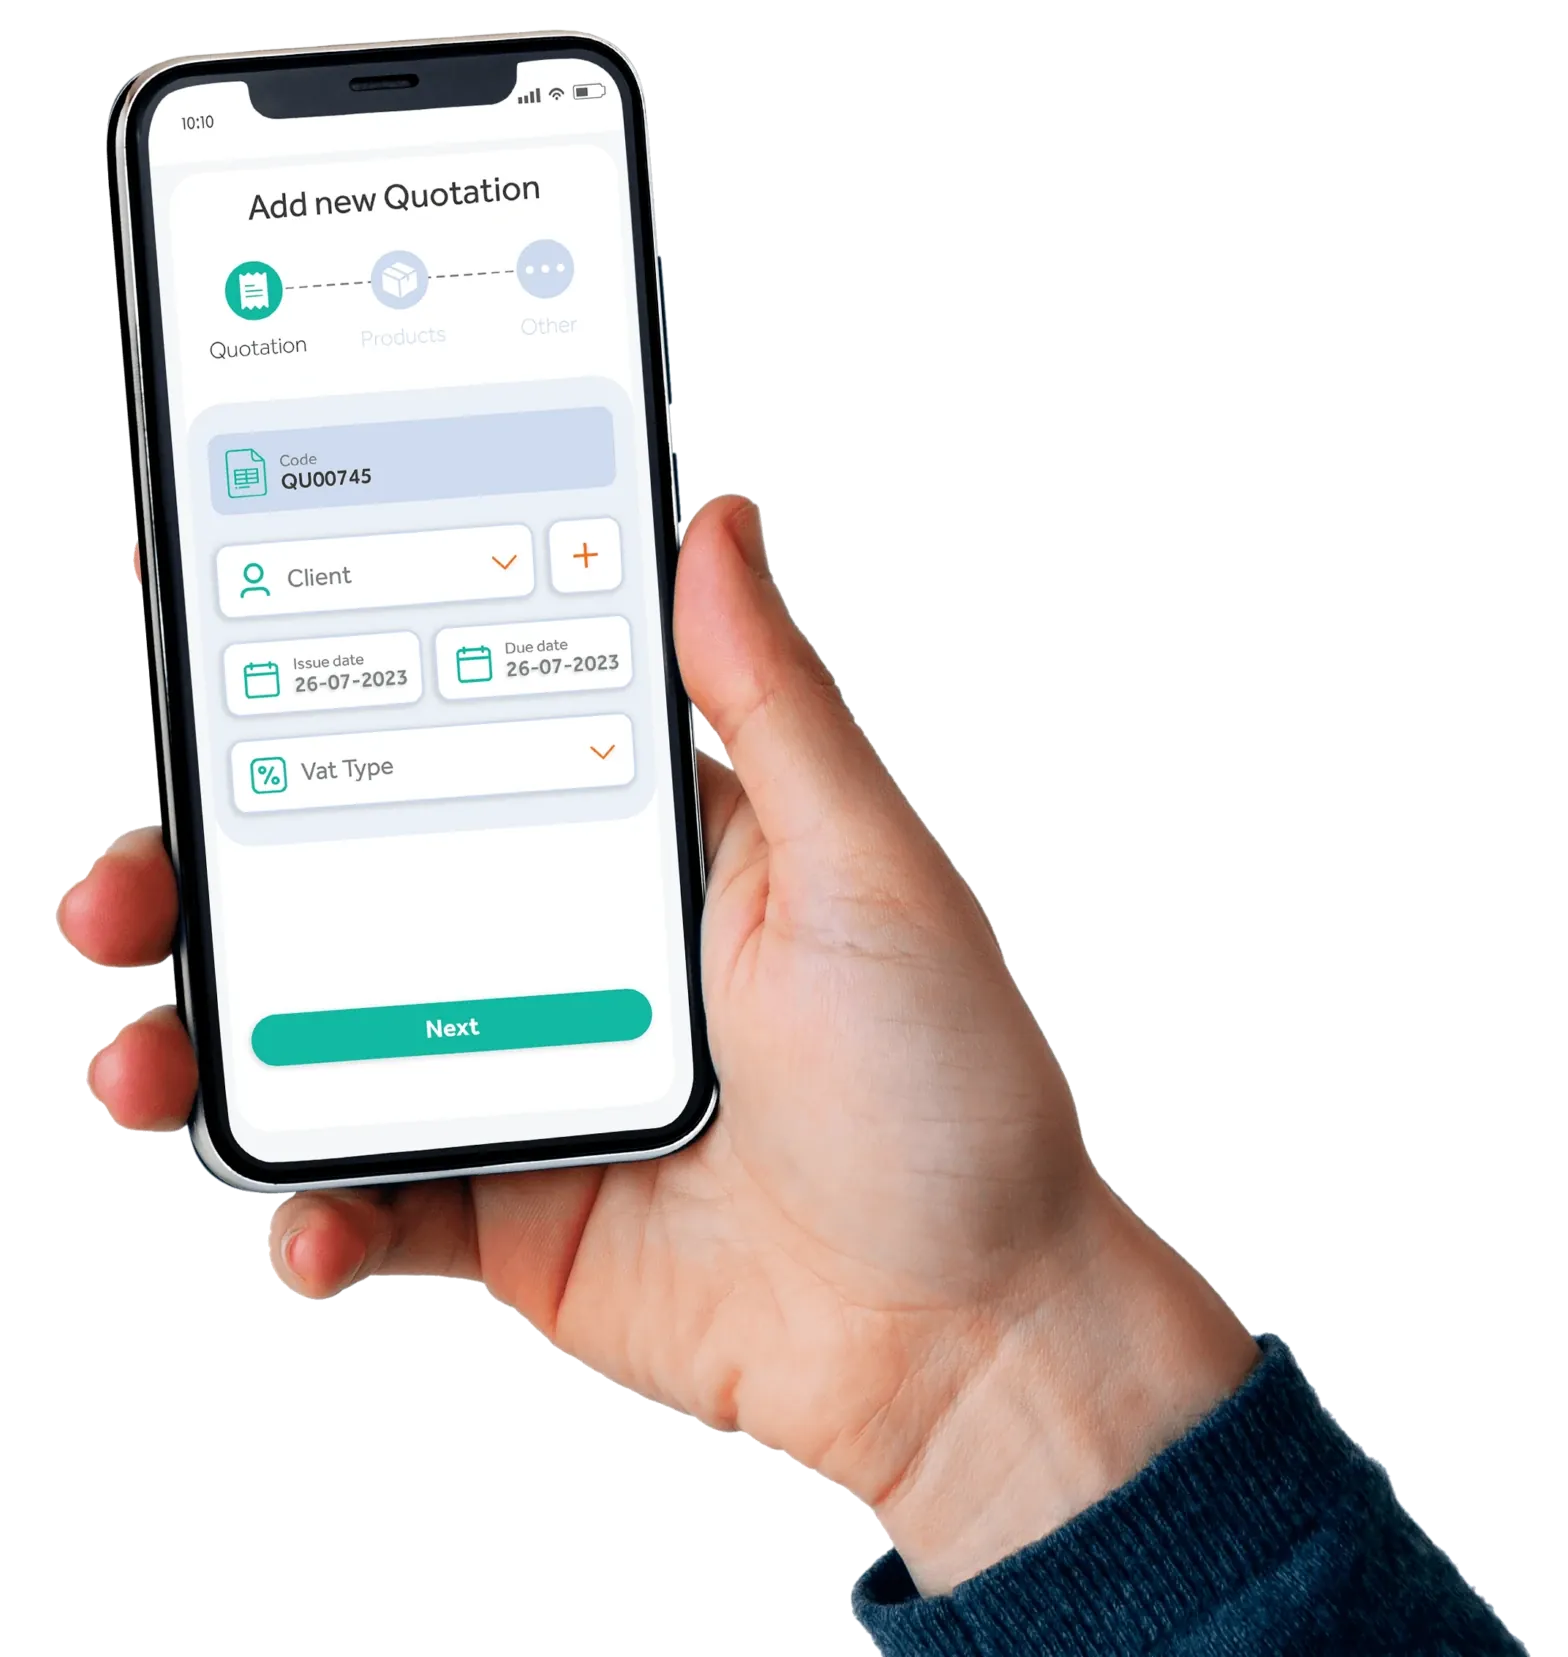 10:10
Add new Quotation
Quotation
Products
Other
Code
QU00745
Client
Issue date
26-07-2023
Due date
26-07-2023
Vat Type
Next